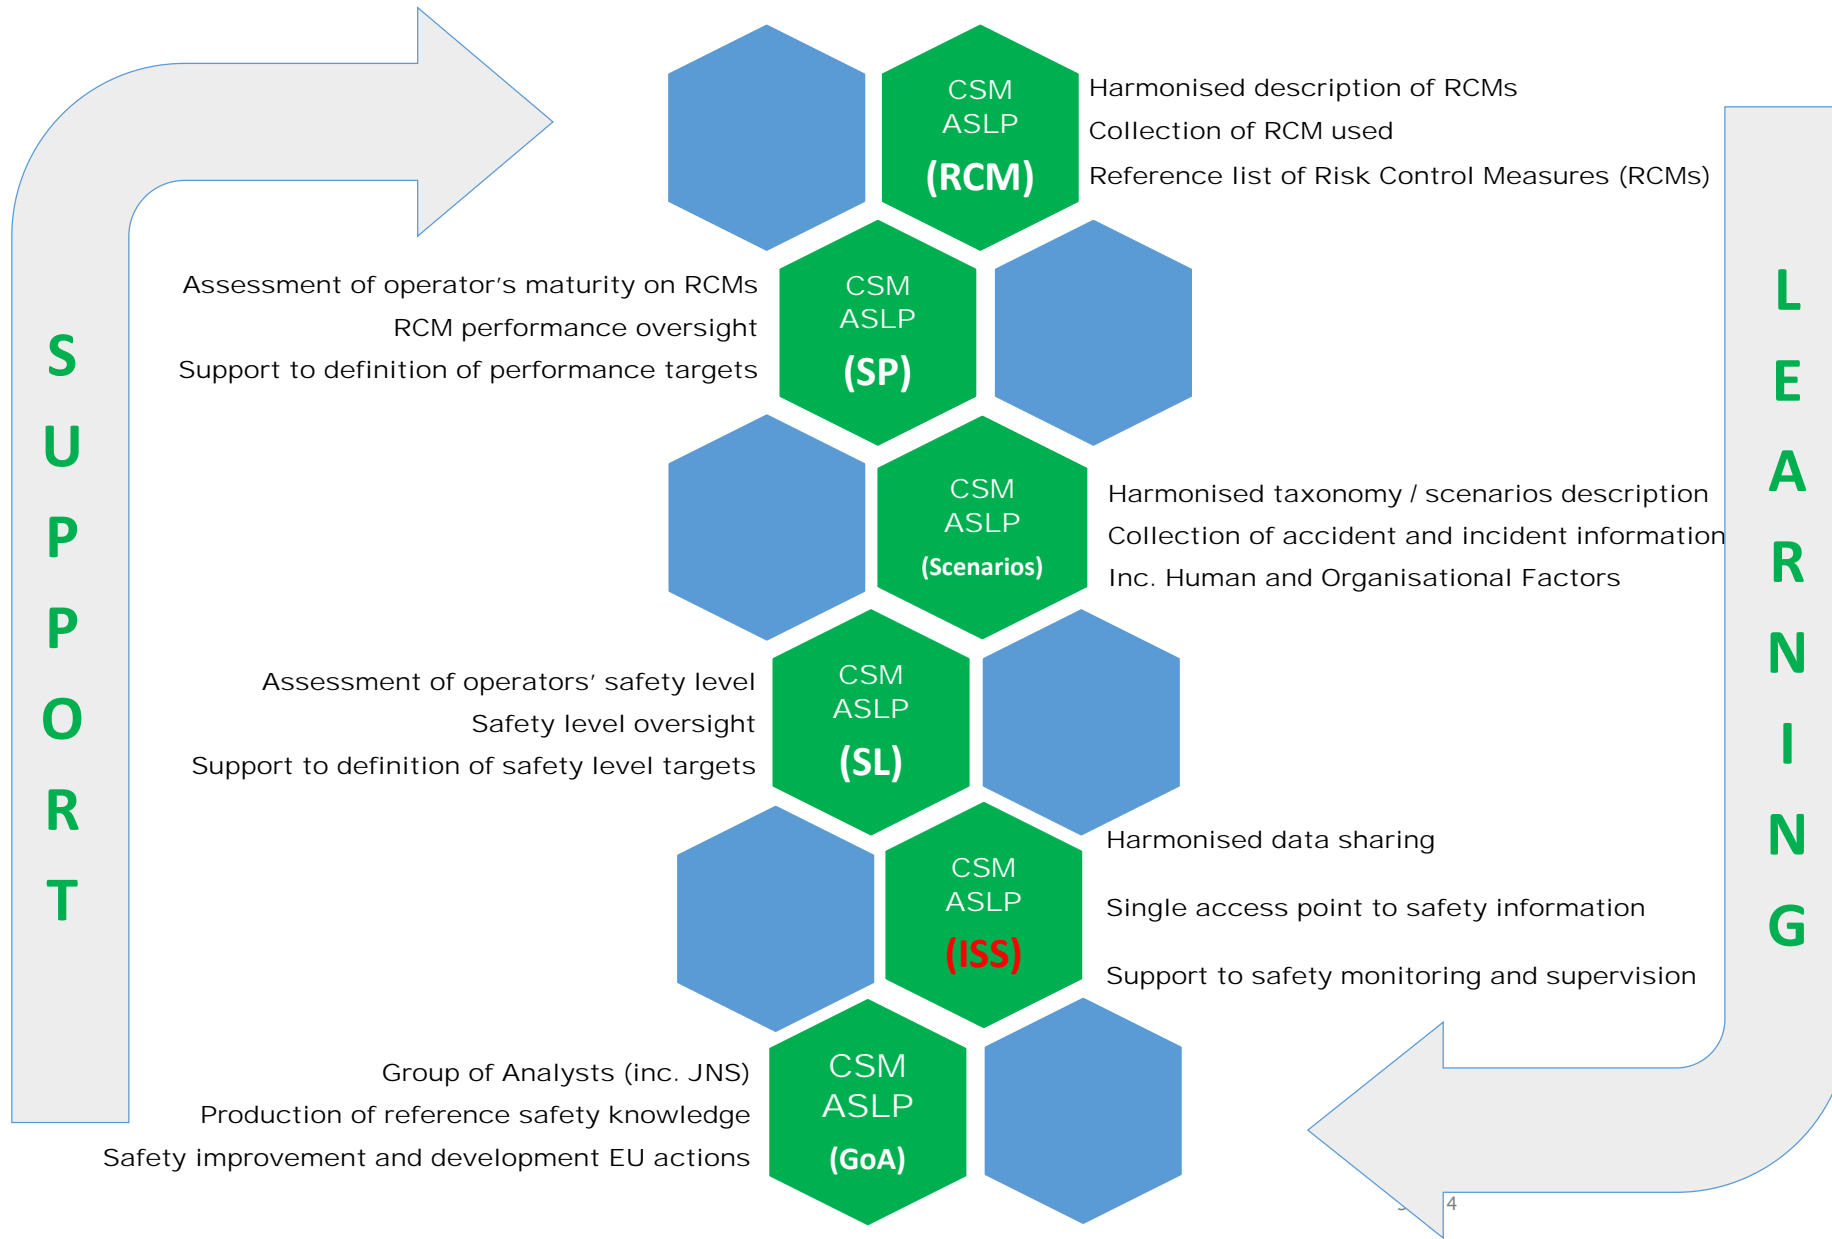 CSM
ASLP
(RCM)
Harmonised description of RCMs
Collection of RCM used
Reference list of Risk Control Measures (RCMs)
Assessment of operator's maturity on RCMs
RCM performance oversight
Support to definition of performance targets
CSM
ASLP
(SP)
CSM
ASLP
(Scenarios)
Harmonised taxonomy / scenarios description
Collection of accident and incident information
Inc. Human and Organisational Factors
Assessment of operators' safety level
Safety level oversight
Support to definition of safety level targets
CSM
ASLP
(SL)
CSM
ASLP
(ISS)
Harmonised data sharing
Single access point to safety information
Support to safety monitoring and supervision
Group of Analysts (inc. JNS)
Production of reference safety knowledge
Safety improvement and development EU actions
CSM
ASLP
(GoA)
SUPPORT
LEARNING
4